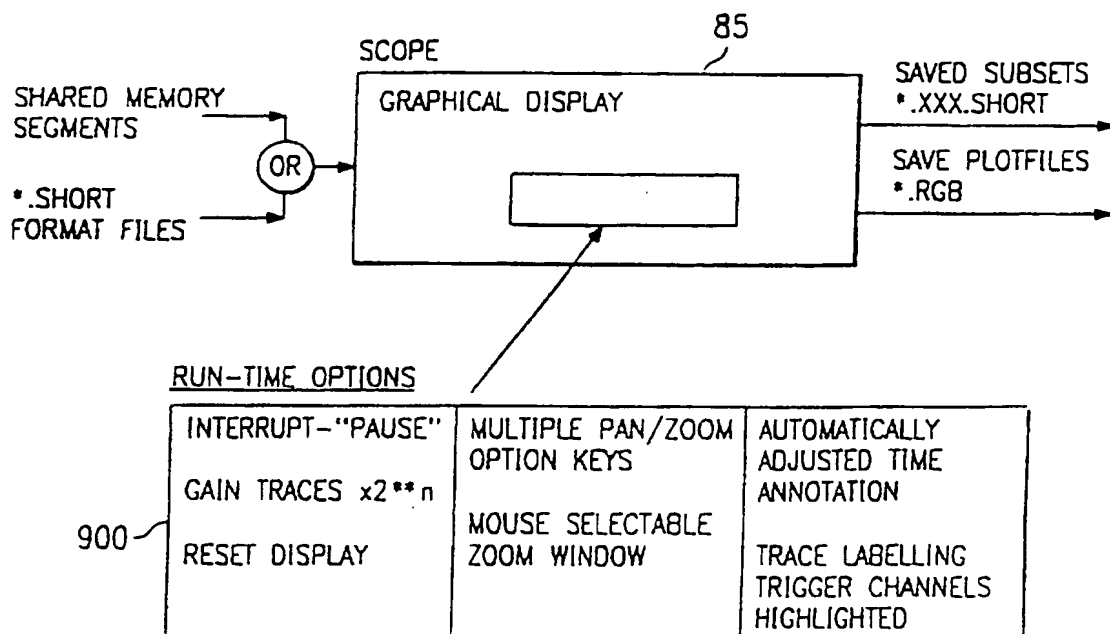 85
SCOPE
SHARED MEMORY
SEGMENTS
OR
*.SHORT
FORMAT FILES
GRAPHICAL DISPLAY
SAVED SUBSETS
*.XXX.SHORT
SAVE PLOTFILES
*.RGB
RUN-TIME OPTIONS
900
INTERRUPT-"PAUSE"
GAIN TRACES x2**n
RESET DISPLAY
MULTIPLE PAN/ZOOM
OPTION KEYS
MOUSE SELECTABLE
ZOOM WINDOW
AUTOMATICALLY
ADJUSTED TIME
ANNOTATION
TRACE LABELLING
TRIGGER CHANNELS
HIGHLIGHTED